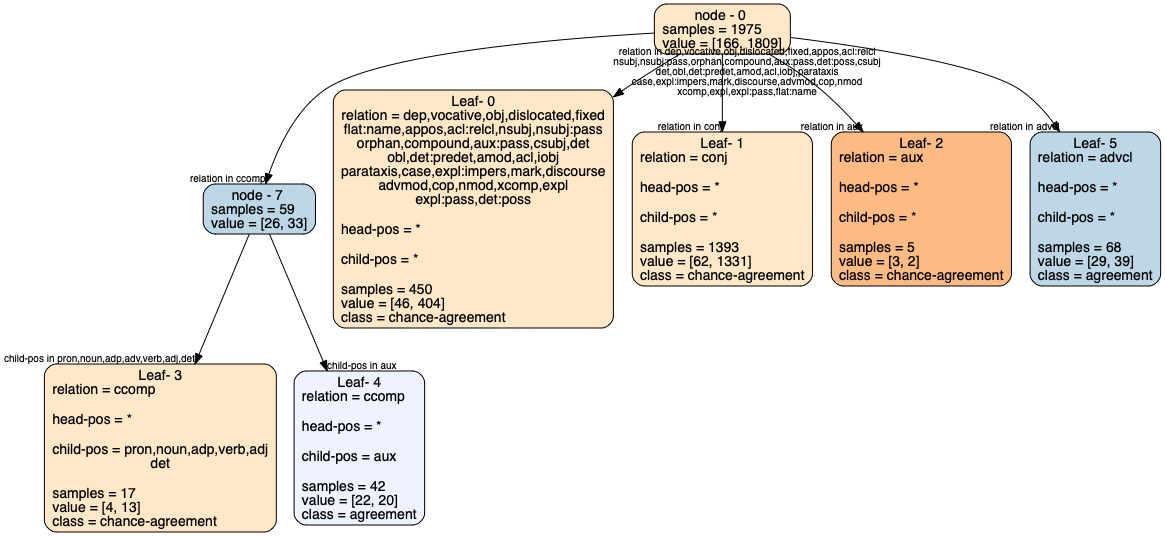 node - 0
samples = 1975
value = [166, 1809]
relation in dep,vocative,obj,dislocated,fixed,appos,acl:relcl
nsubj,nsubj:pass,orphan,compound,aux:pass,det:poss,csubj
det,obl,det:predet,amod,acl,iobj,parataxis
case,expl:impers,mark,discourse,advmod,cop,nmod
xcomp,expl,expl:pass,flat:name
relation in conj
relation in aux
relation in advcl
relation in ccomp
Leaf- 0
relation = dep,vocative,obj,dislocated,fixed
flat:name,appos,acl:relcl,nsubj,nsubj:pass
orphan,compound,aux:pass,csubj,det
obl,det:predet,amod,acl,iobj
parataxis,case,expl:impers,mark,discourse
advmod,cop,nmod,xcomp,expl
expl:pass,det:poss
head-pos = *
child-pos = *
samples = 450
value = [46, 404]
class = chance-agreement
Leaf- 1
relation = conj
head-pos = *
child-pos = *
samples = 1393
value = [62, 1331]
class = chance-agreement
Leaf- 2
relation = aux
head-pos = *
child-pos = *
samples = 5
value = [3, 2]
class = chance-agreement
Leaf- 5
relation = advcl
head-pos = *
child-pos = *
samples = 68
value = [29, 39]
class = agreement
node - 7
samples = 59
value = [26, 33]
child-pos in pron,noun,adp,adv,verb,adj,det
child-pos in aux
Leaf- 3
relation = ccomp
head-pos = *
child-pos = pron,noun,adp,verb,adj
det
samples = 17
value = [4, 13]
class = chance-agreement
Leaf- 4
relation = ccomp
head-pos = *
child-pos = aux
samples = 42
value = [22, 20]
class = agreement